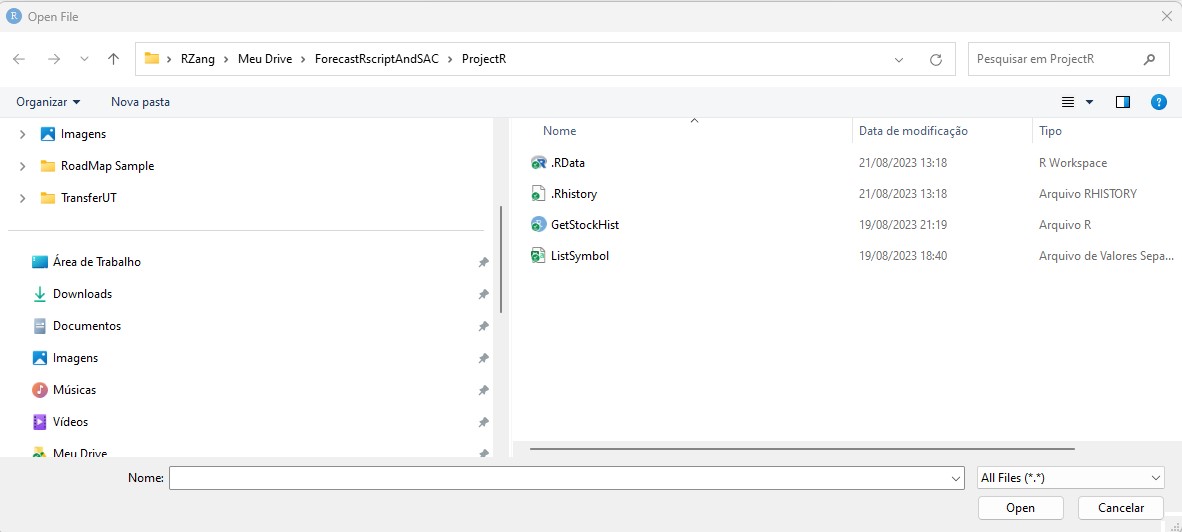 Open File
RZang > Meu Drive > ForecastRscriptAndSAC > ProjectR
Pesquisar em ProjectR
Organizar
Nova pasta
Imagens
RoadMap Sample
TransferUT
Área de Trabalho
Downloads
Documentos
Imagens
Músicas
Vídeos
Meu Drive
Nome Data de modificação Tipo
.RData 21/08/2023 13:18 R Workspace
.Rhistory 21/08/2023 13:18 Arquivo RHISTORY
GetStockHist 19/08/2023 21:19 Arquivo R
ListSymbol 19/08/2023 18:40 Arquivo de Valores Sepa...
Nome:
All Files (*.*)
Open
Cancelar